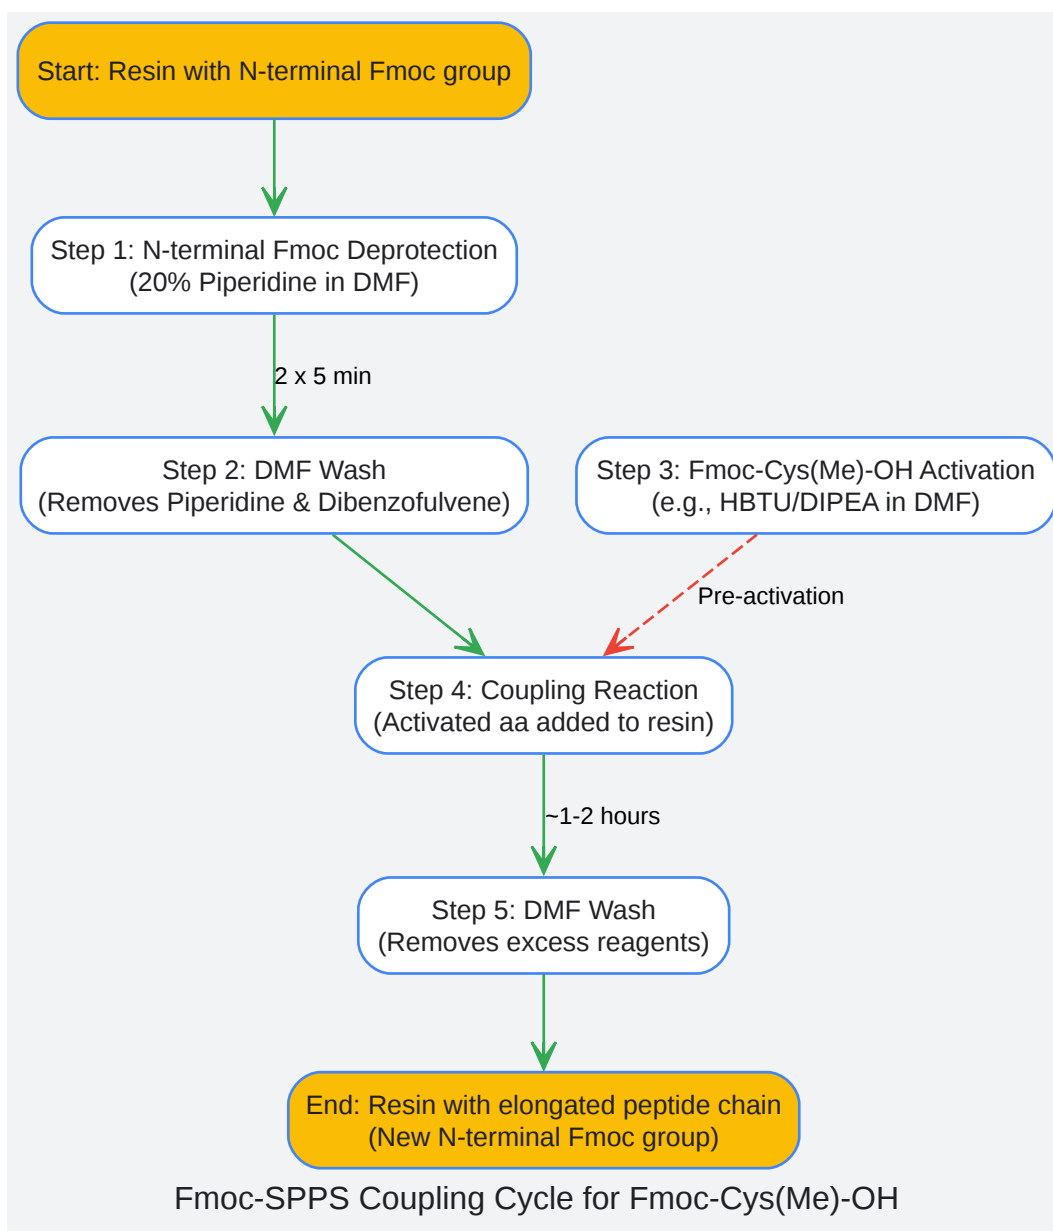 Start: Resin with N-terminal Fmoc group
Step 1: N-terminal Fmoc Deprotection
(20% Piperidine in DMF)
2 x 5 min
Step 2: DMF Wash
(Removes Piperidine & Dibenzofulvene)
Step 3: Fmoc-Cys(Me)-OH Activation
(e.g., HBTU/DIPEA in DMF)
Pre-activation
Step 4: Coupling Reaction
(Activated aa added to resin)
~1-2 hours
Step 5: DMF Wash
(Removes excess reagents)
End: Resin with elongated peptide chain
(New N-terminal Fmoc group)
Fmoc-SPPS Coupling Cycle for Fmoc-Cys(Me)-OH